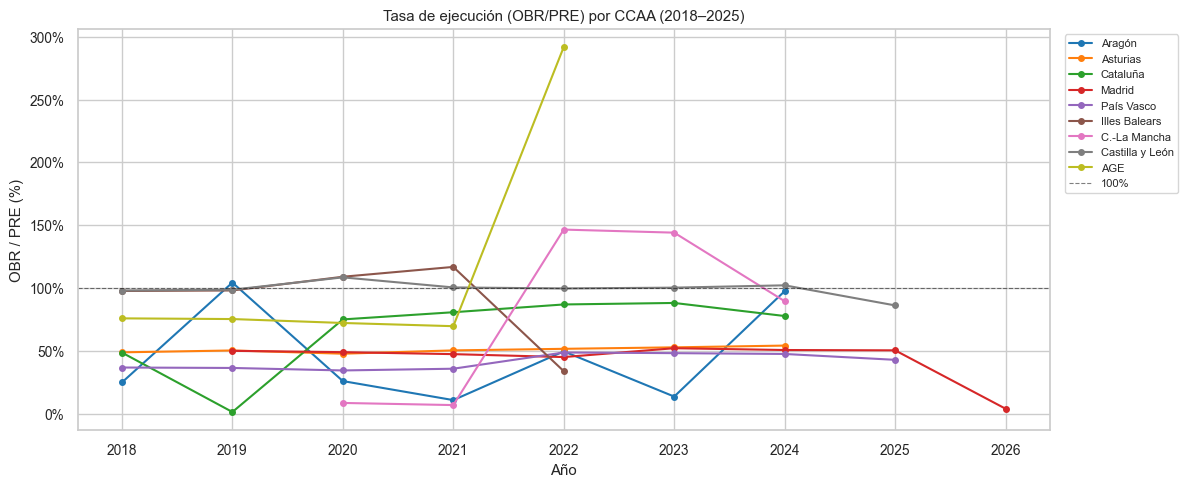 Tasa de ejecución (OBR/PRE) por CCAA (2018–2025)
300%
250%
200%
150%
100%
50%
0%
OBR / PRE (%)
2018 2019 2020 2021 2022 2023 2024 2025 2026
Año
Aragón
Asturias
Cataluña
Madrid
País Vasco
Illes Balears
C.-La Mancha
Castilla y León
AGE
100%